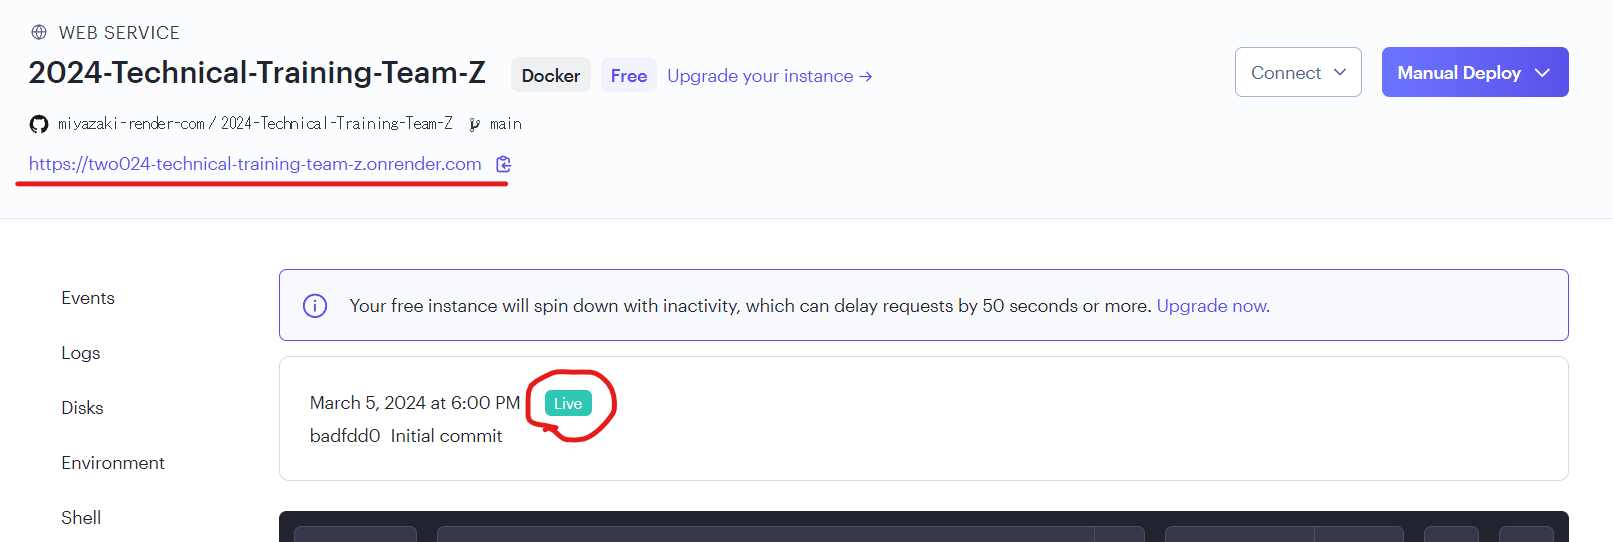 WEB SERVICE
2024-Technical-Training-Team-Z Docker Free Upgrade your instance →
Connect Manual Deploy
miyazaki-render-com / 2024-Technical-Training-Team-Z main
https://two024-technical-training-team-z.onrender.com
Events
Logs
Disks
Environment
Shell
Your free instance will spin down with inactivity, which can delay requests by 50 seconds or more. Upgrade now.
March 5, 2024 at 6:00 PM Live
badfdd0 Initial commit